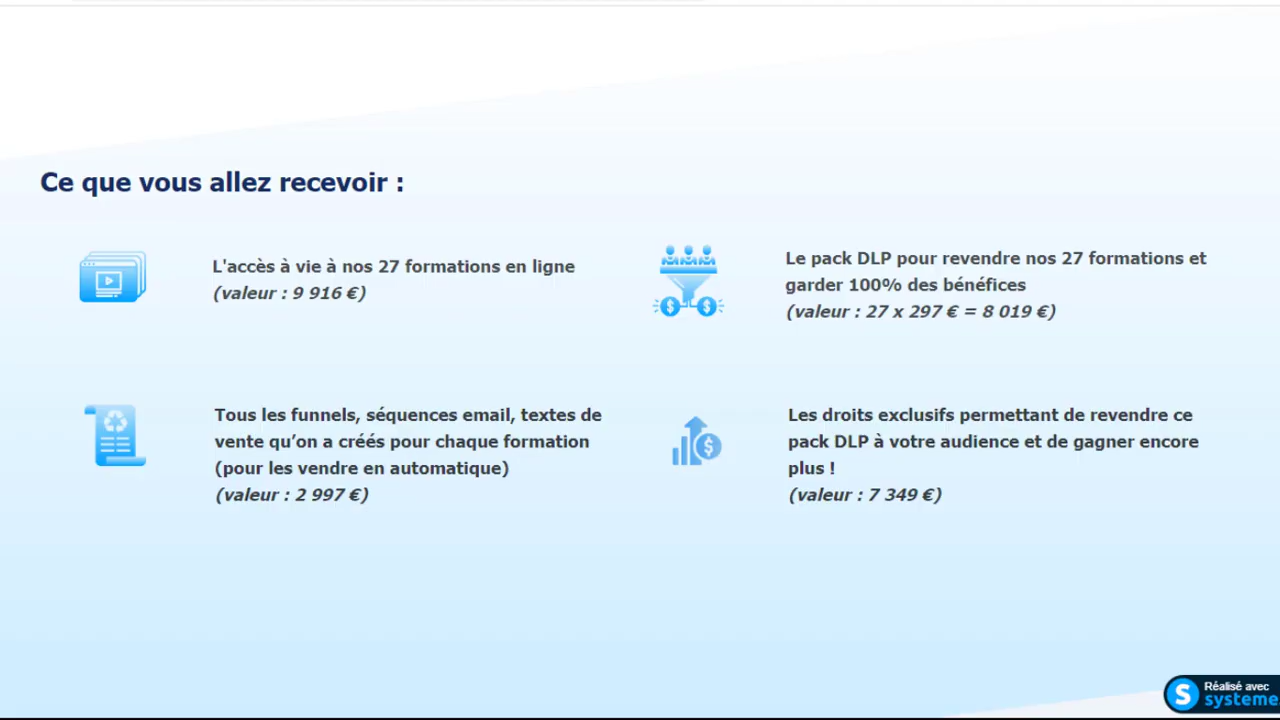 Ce que vous allez recevoir :
L'accès à vie à nos 27 formations en ligne
(valeur : 9 916 €)
Le pack DLP pour revendre nos 27 formations et
garder 100% des bénéfices
(valeur : 27 x 297 € = 8 019 €)
Tous les funnels, séquences email, textes de
vente qu’on a créés pour chaque formation
(pour les vendre en automatique)
(valeur : 2 997 €)
Les droits exclusifs permettant de revendre ce
pack DLP à votre audience et de gagner encore
plus !
(valeur : 7 349 €)
Réalisé avec
systeme